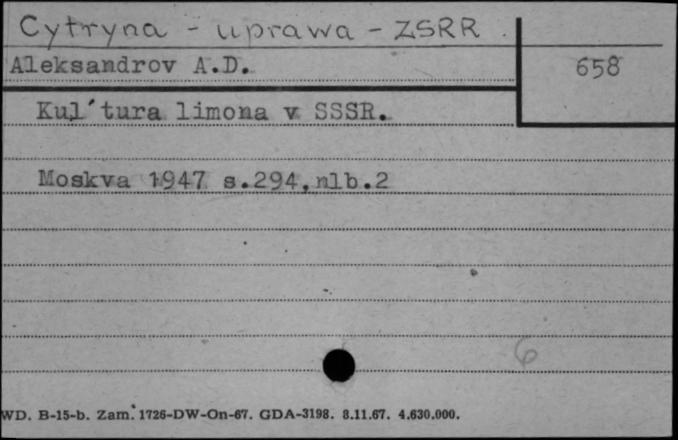 Cytryna - uprawa - ZSRR
Aleksandrov A.D.
658
Kul´tura limona v SSSR.
Moskva 1947 s.294,nlb.2
6
WD. B-15-b. Zam. 1726-DW-On-67. GDA-3198. 8.11.67. 4.630.000.